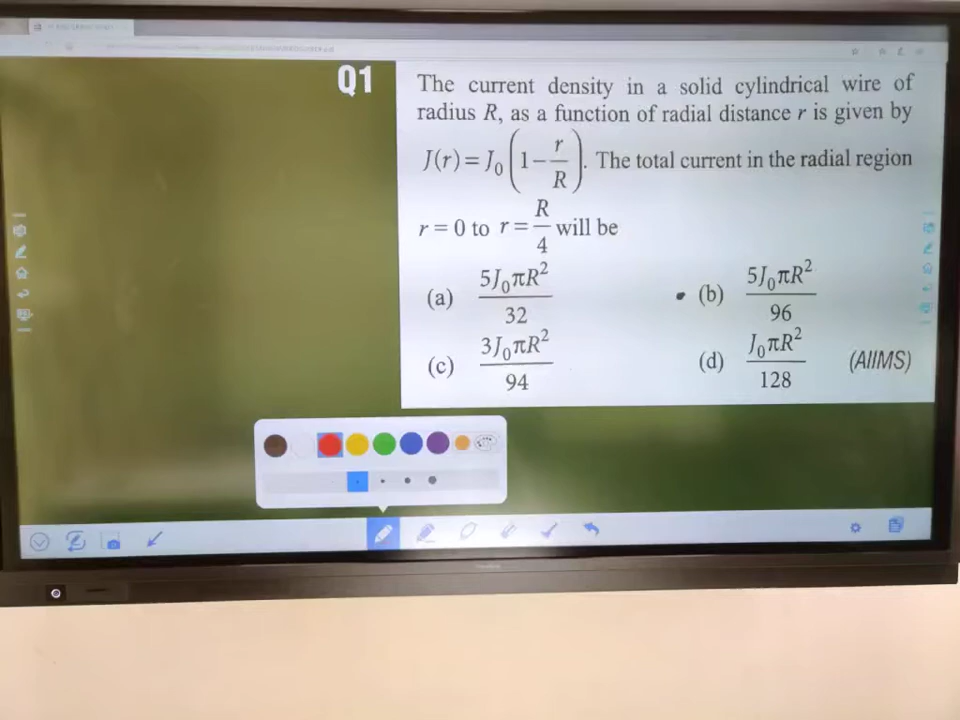 Q1
The current density in a solid cylindrical wire of
radius R, as a function of radial distance r is given by
J(r) = J₀(1 − r/R). The total current in the radial region
r = 0 to r = R/4 will be
(a) 5J₀πR²/32
(b) 5J₀πR²/96
(c) 3J₀πR²/94
(d) J₀πR²/128 (AIIMS)